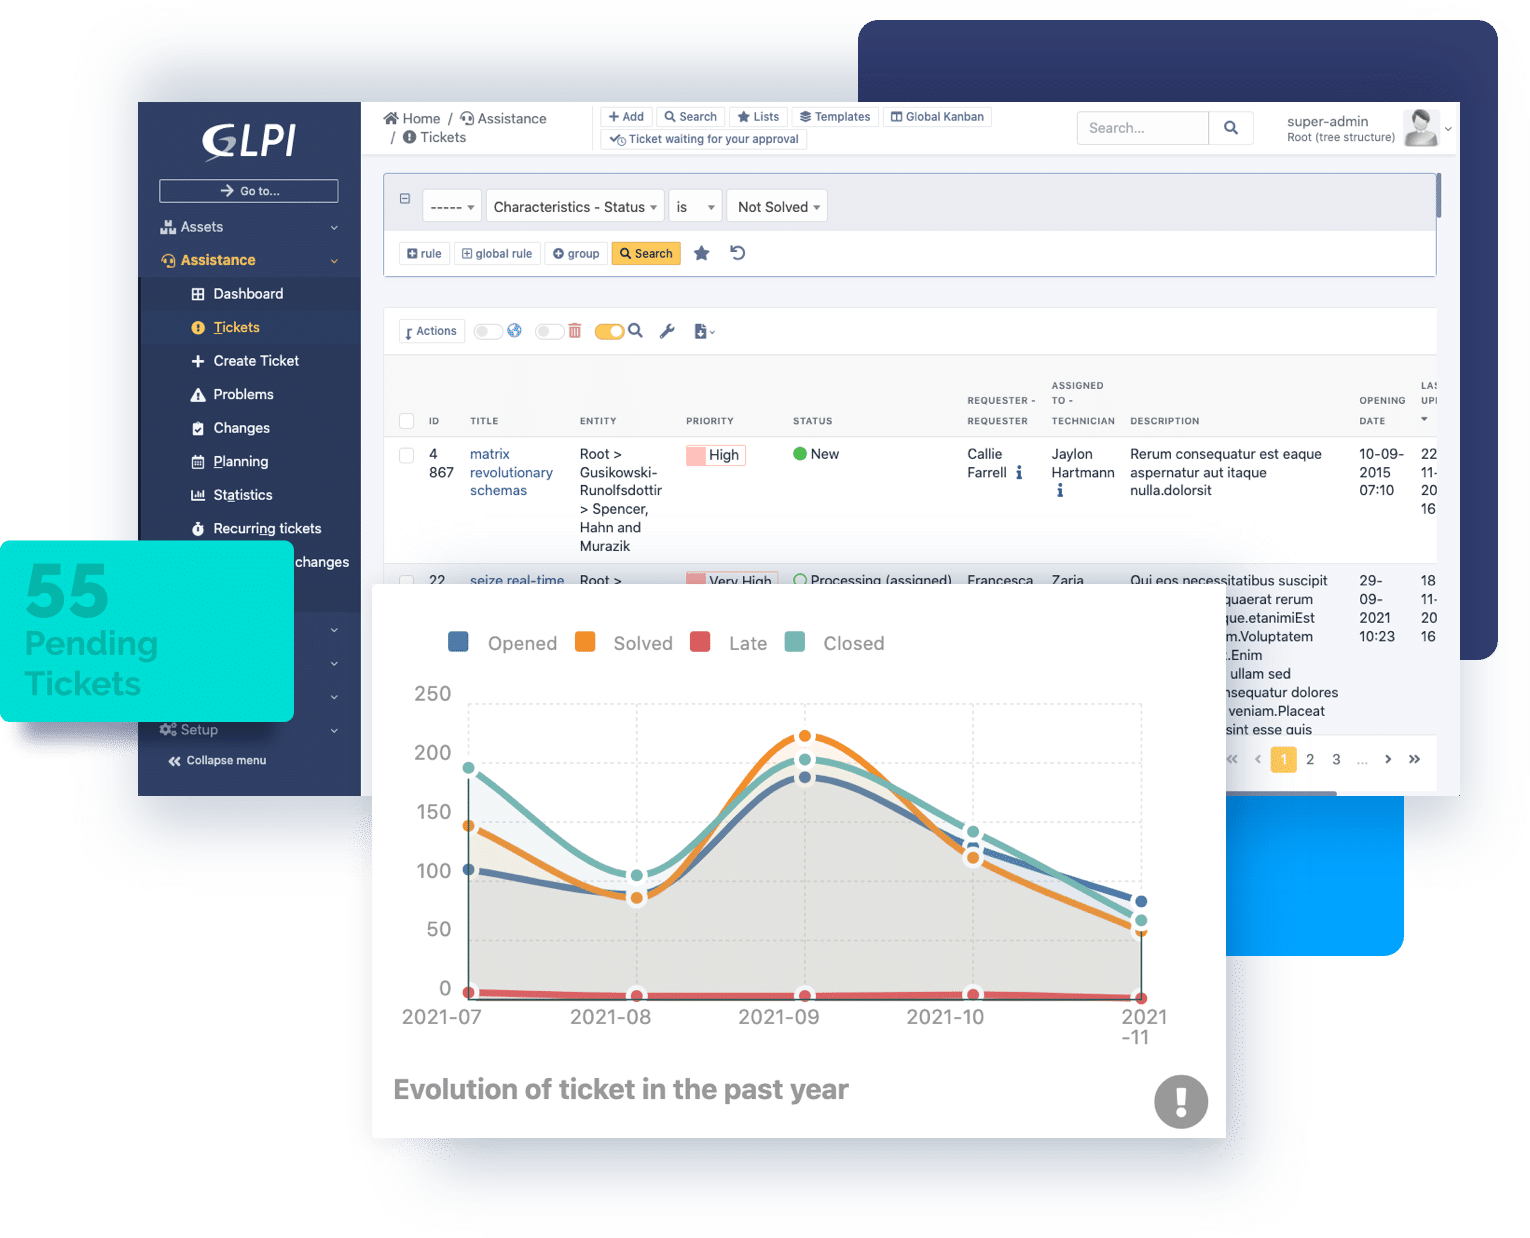 GLPI
Go to...
Assets
Assistance
Dashboard
Tickets
Create Ticket
Problems
Changes
Planning
Statistics
Recurring tickets
changes
Setup
Collapse menu
55
Pending
Tickets
Home / Assistance
/ Tickets
Add
Search
Lists
Templates
Global Kanban
Ticket waiting for your approval
Search...
super-admin
Root (tree structure)
-----
Characteristics - Status
is
Not Solved
rule
global rule
group
Search
Actions
ID
TITLE
ENTITY
PRIORITY
STATUS
REQUESTER -
REQUESTER
ASSIGNED
TO -
TECHNICIAN
DESCRIPTION
OPENING
DATE
LAS
UPI
4
867
matrix
revolutionary
schemas
Root >
Gusikowski-
Runolfsdottir
> Spencer,
Hahn and
Murazik
High
New
Callie
Farrell
Jaylon
Hartmann
Rerum consequatur est eaque
aspernatur aut itaque
nulla.dolorsit
10-09-
2015
07:10
22
11-
20
16
22
seize real-time
Root >
Very High
Processing (assigned)
Francesca
Zaria
Qui eos necessitatibus suscipit
quaerat rerum
que.etanimiEst
m.Voluptatem
.Enim
ullam sed
nsequatur dolores
veniam.Placeat
sint esse quis
29-
09-
2021
10:23
18
11-
20
16
1 2 3 ...
Opened Solved Late Closed
250
200
150
100
50
0
2021-07
2021-08
2021-09
2021-10
2021
-11
Evolution of ticket in the past year